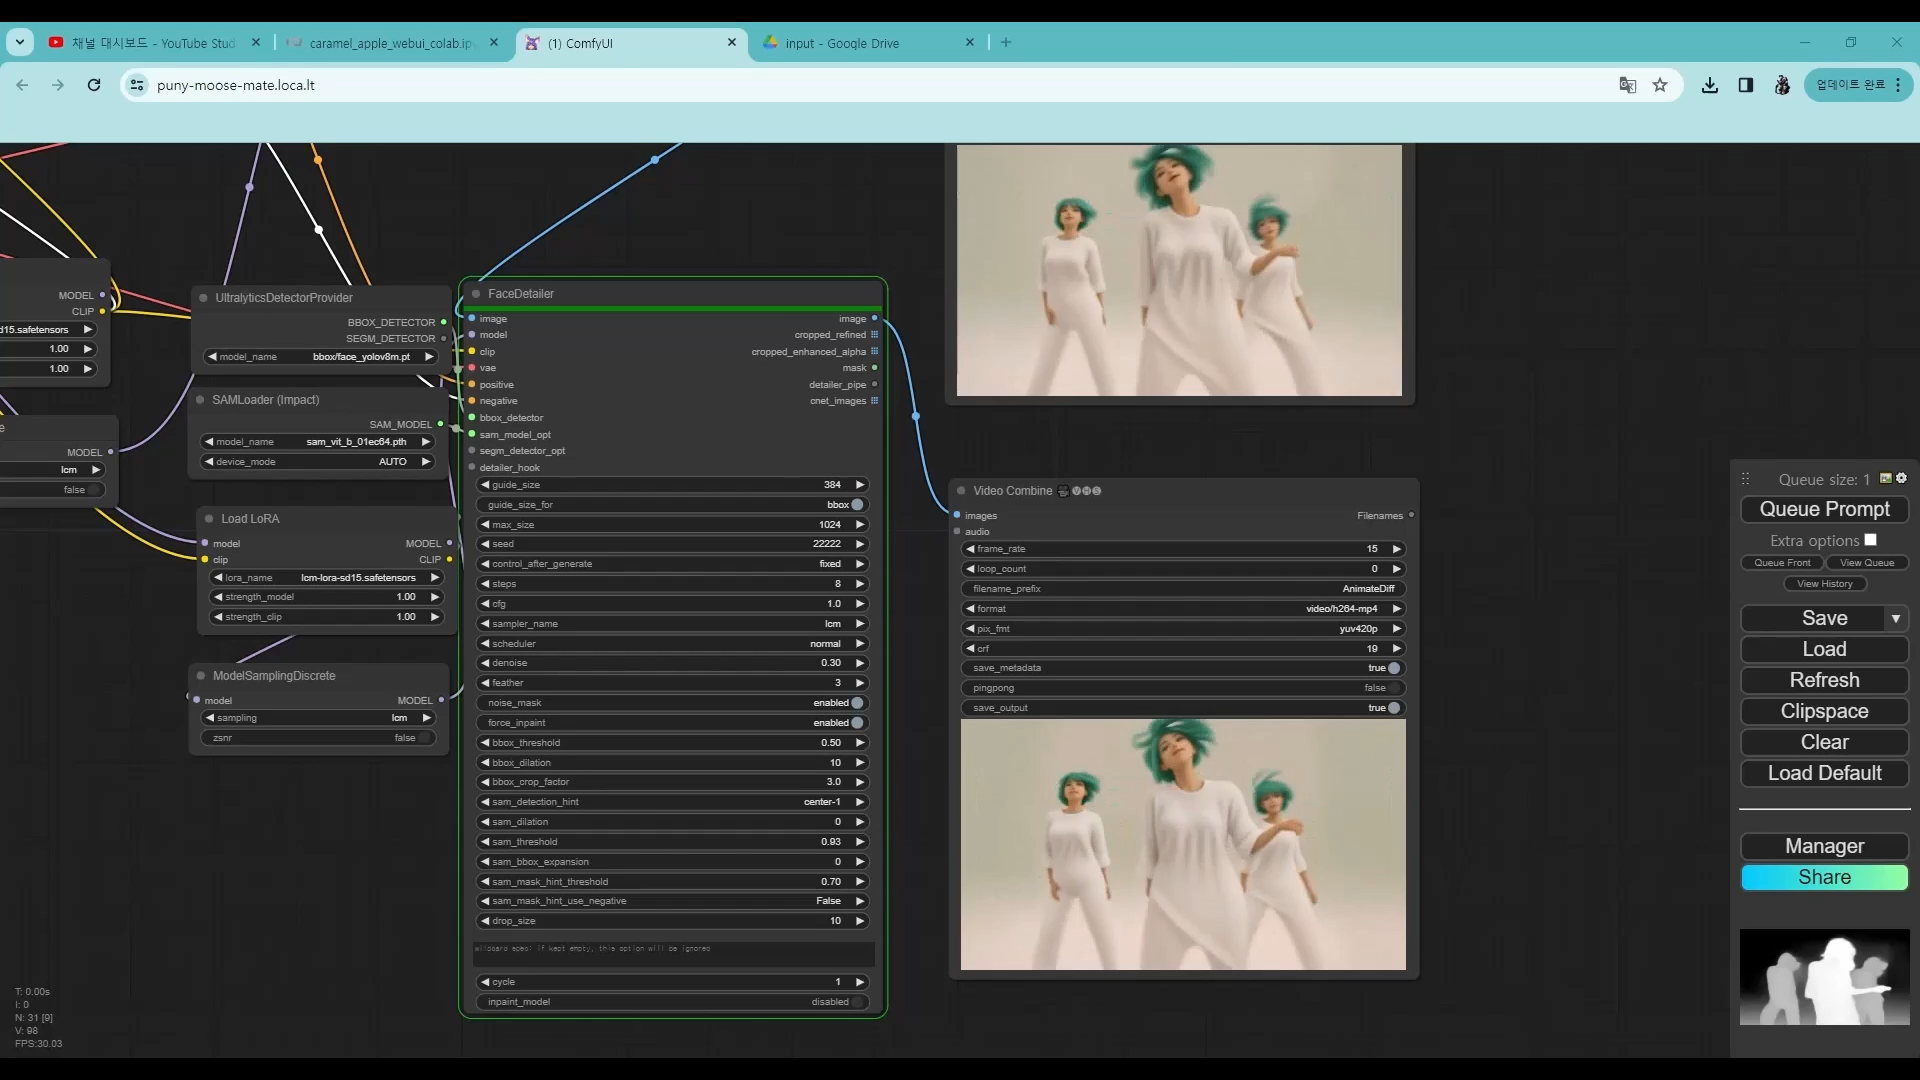 채널 대시보드 - YouTube Stud
caramel_apple_webui_colab.ip
(1) ComfyUI
input - Google Drive
puny-moose-mate.loca.lt
업데이트 완료
MODEL
CLIP
d15.safetensors
1.00
1.00
e
MODEL
lcm
false
UltralyticsDetectorProvider
BBOX_DETECTOR
SEGM_DETECTOR
model_name bbox/face_yolov8m.pt
SAMLoader (Impact)
SAM_MODEL
model_name sam_vit_b_01ec64.pth
device_mode AUTO
Load LoRA
model MODEL
clip CLIP
lora_name lcm-lora-sd15.safetensors
strength_model 1.00
strength_clip 1.00
ModelSamplingDiscrete
model MODEL
sampling lcm
zsnr false
FaceDetailer
image image
model cropped_refined
clip cropped_enhanced_alpha
vae mask
positive detailer_pipe
negative cnet_images
bbox_detector
sam_model_opt
segm_detector_opt
detailer_hook
guide_size 384
guide_size_for bbox
max_size 1024
seed 22222
control_after_generate fixed
steps 8
cfg 1.0
sampler_name lcm
scheduler normal
denoise 0.30
feather 3
noise_mask enabled
force_inpaint enabled
bbox_threshold 0.50
bbox_dilation 10
bbox_crop_factor 3.0
sam_detection_hint center-1
sam_dilation 0
sam_threshold 0.93
sam_bbox_expansion 0
sam_mask_hint_threshold 0.70
sam_mask_hint_use_negative False
drop_size 10
wildcard spec: if kept empty, this option will be ignored
cycle 1
inpaint_model disabled
Video Combine
images Filenames
audio
frame_rate 15
loop_count 0
filename_prefix AnimateDiff
format video/h264-mp4
pix_fmt yuv420p
crf 19
save_metadata true
pingpong false
save_output true
Queue size: 1
Queue Prompt
Extra options
Queue Front View Queue
View History
Save
Load
Refresh
Clipspace
Clear
Load Default
Manager
Share
T: 0.00s
I: 0
N: 31 [9]
V: 98
FPS:30.03